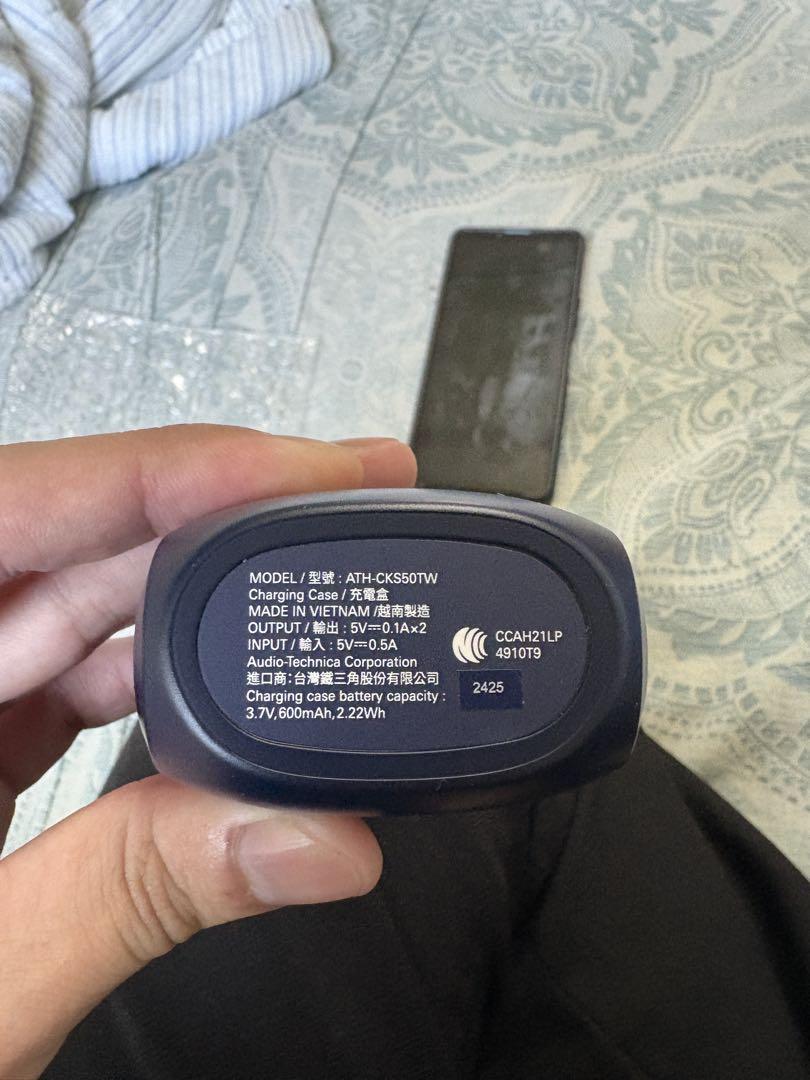 MODEL / 型號 : ATH-CKS50TW
Charging Case / 充電盒
MADE IN VIETNAM /越南製造
OUTPUT / 輸出 : 5V⎓0.1A×2
INPUT / 輸入 : 5V⎓0.5A
Audio-Technica Corporation
進口商:台灣鐵三角股份有限公司
Charging case battery capacity :
3.7V,600mAh,2.22Wh
CCAH21LP
4910T9
2425